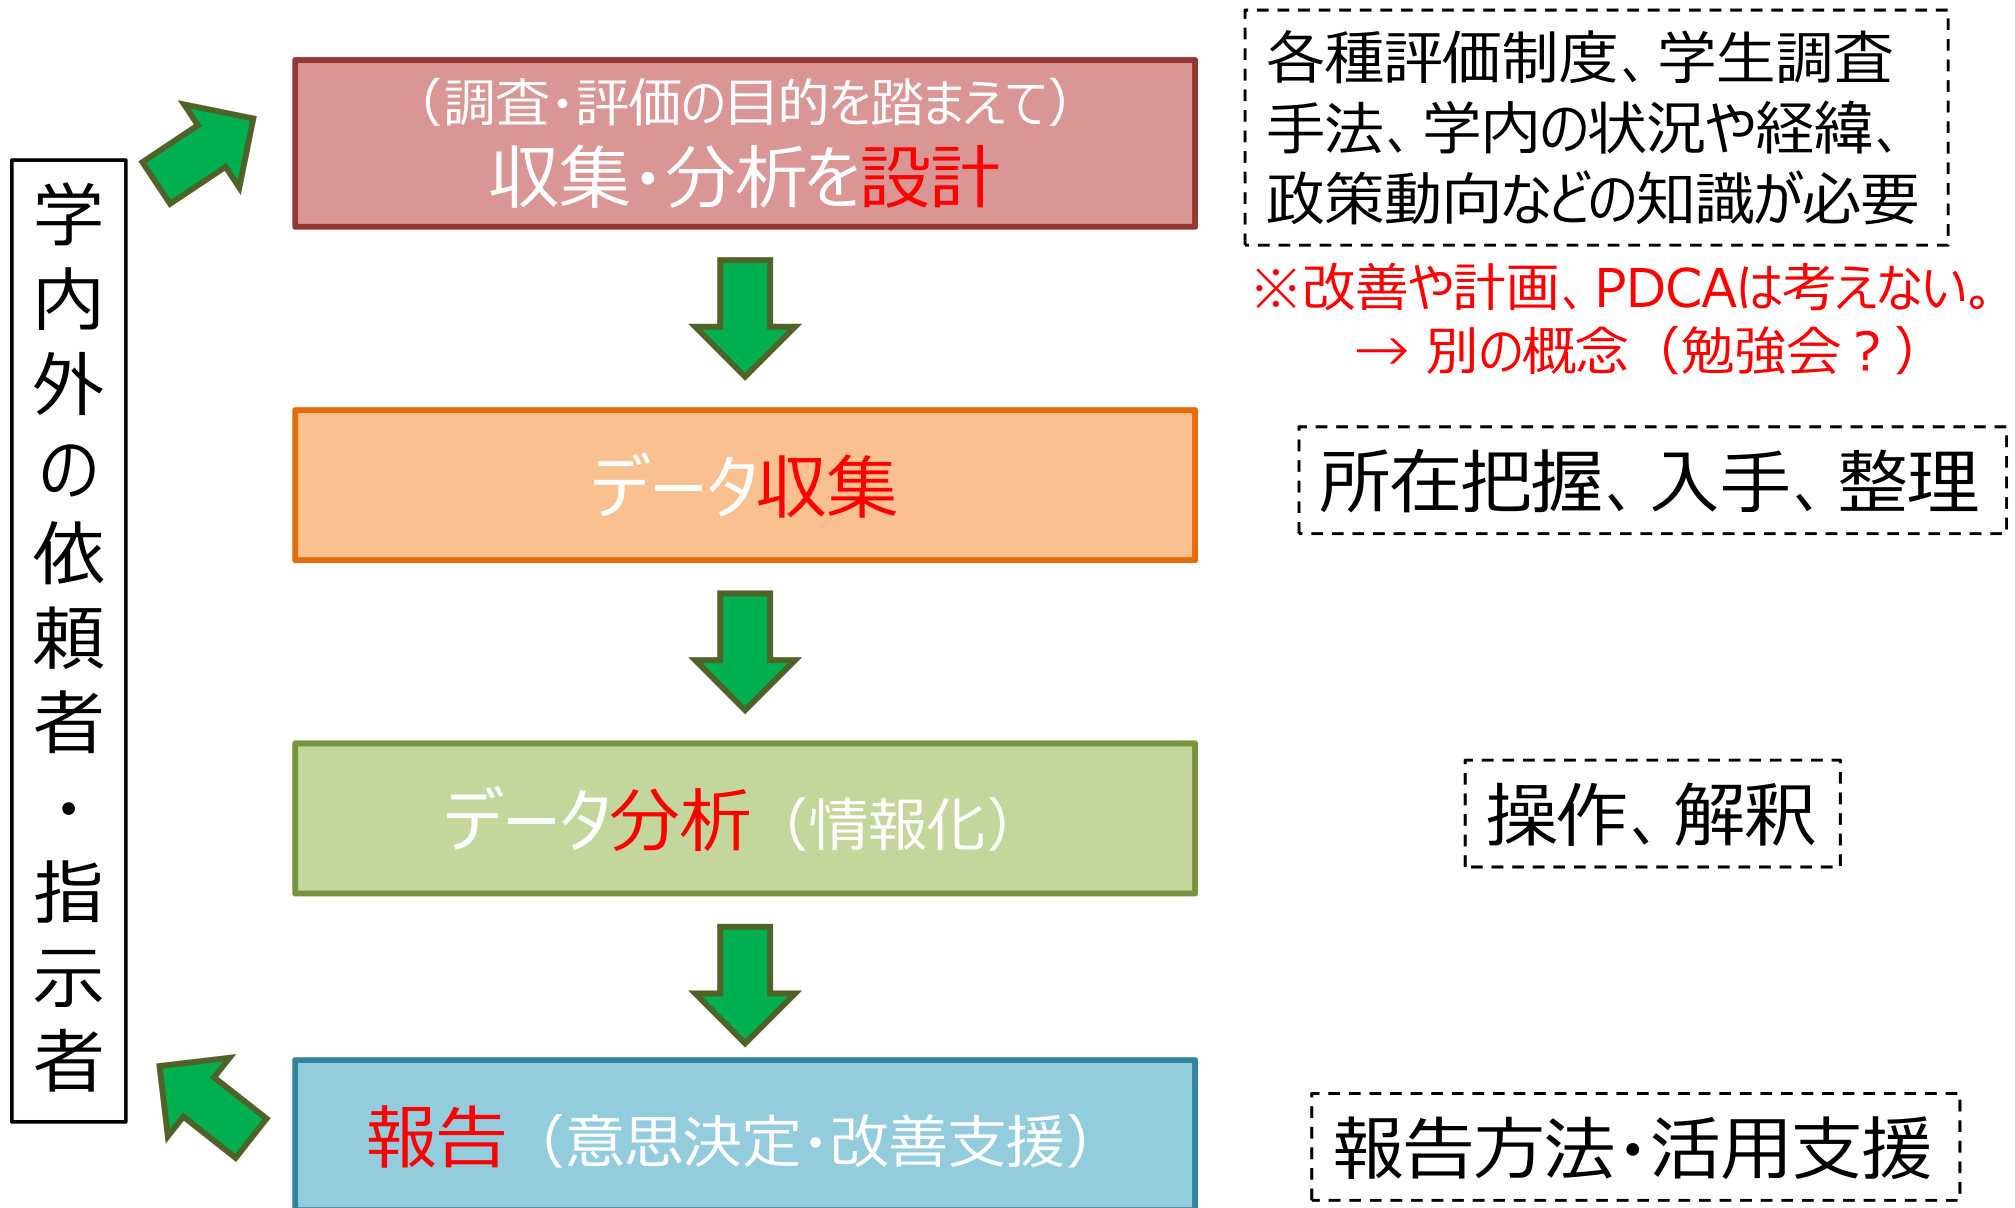 学内外の依頼者・指示者
（調査・評価の目的を踏まえて）
収集・分析を設計
各種評価制度、学生調査
手法、学内の状況や経緯、
政策動向などの知識が必要
※改善や計画、PDCAは考えない。
→ 別の概念（勉強会？）
データ収集
所在把握、入手、整理
データ分析（情報化）
操作、解釈
報告（意思決定・改善支援）
報告方法・活用支援